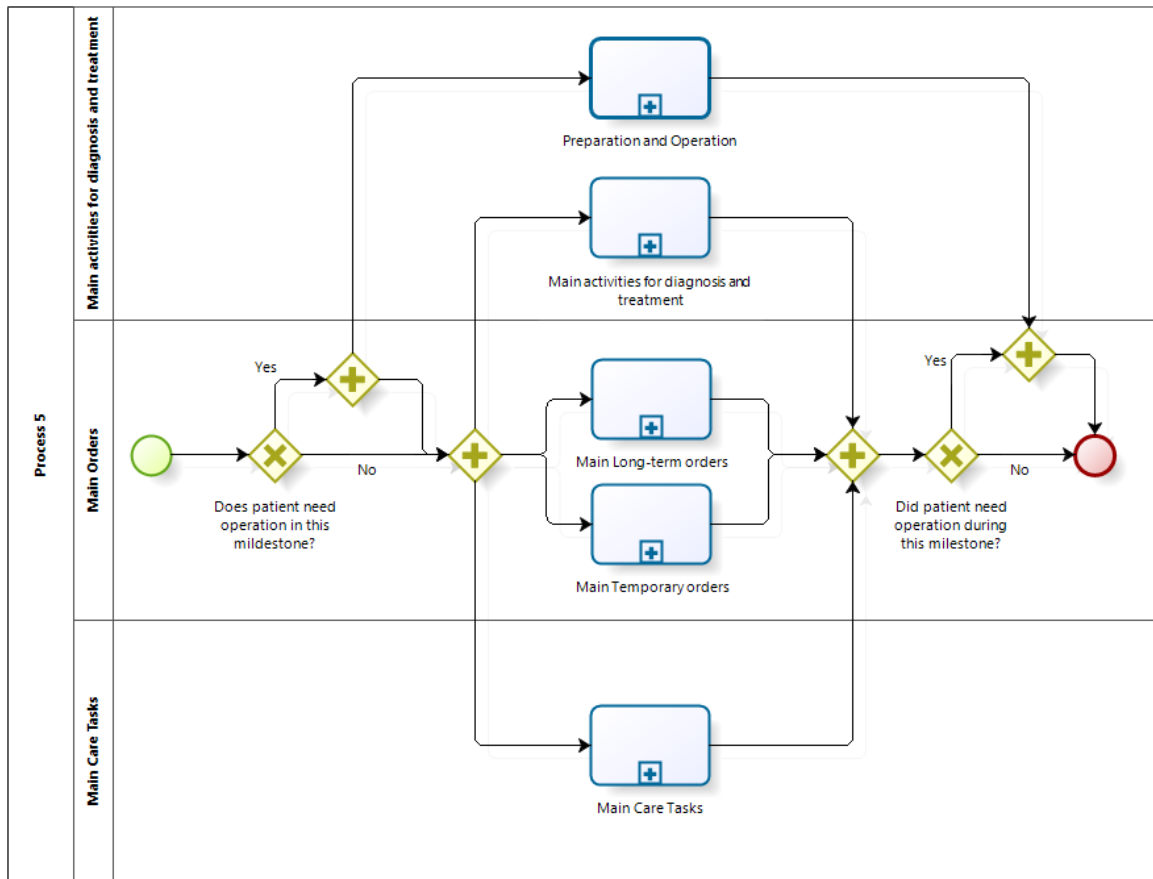 Process 5
Main activities for diagnosis and treatment
Preparation and Operation
Main activities for diagnosis and
treatment
Main Orders
Yes
No
Does patient need
operation in this
mildestone?
Main Long-term orders
Main Temporary orders
Yes
No
Did patient need
operation during
this milestone?
Main Care Tasks
Main Care Tasks